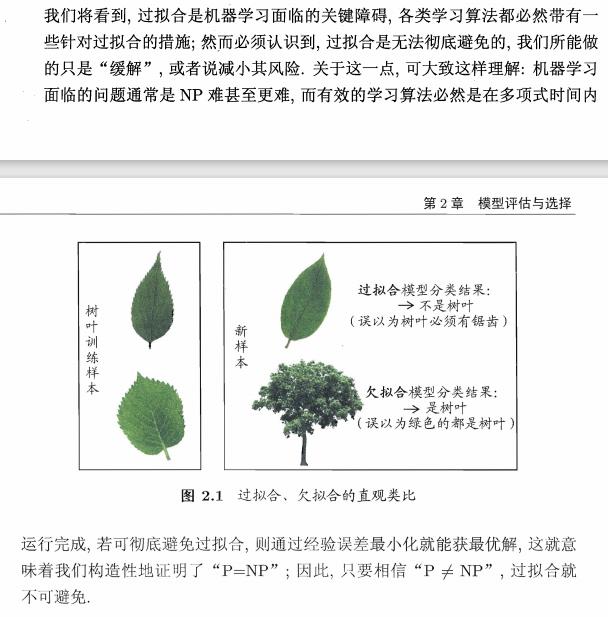 我们将看到, 过拟合是机器学习面临的关键障碍, 各类学习算法都必然带有一
些针对过拟合的措施; 然而必须认识到, 过拟合是无法彻底避免的, 我们所能做
的只是“缓解”, 或者说减小其风险. 关于这一点, 可大致这样理解: 机器学习
面临的问题通常是 NP 难甚至更难, 而有效的学习算法必然是在多项式时间内
第 2 章 模型评估与选择
树叶训练样本
新样本
过拟合模型分类结果:
→ 不是树叶
(误以为树叶必须有锯齿)
欠拟合模型分类结果:
→ 是树叶
(误以为绿色的都是树叶)
图 2.1 过拟合、欠拟合的直观类比
运行完成, 若可彻底避免过拟合, 则通过经验误差最小化就能获最优解, 这就意
味着我们构造性地证明了“P=NP”; 因此, 只要相信“P ≠ NP”, 过拟合就
不可避免.